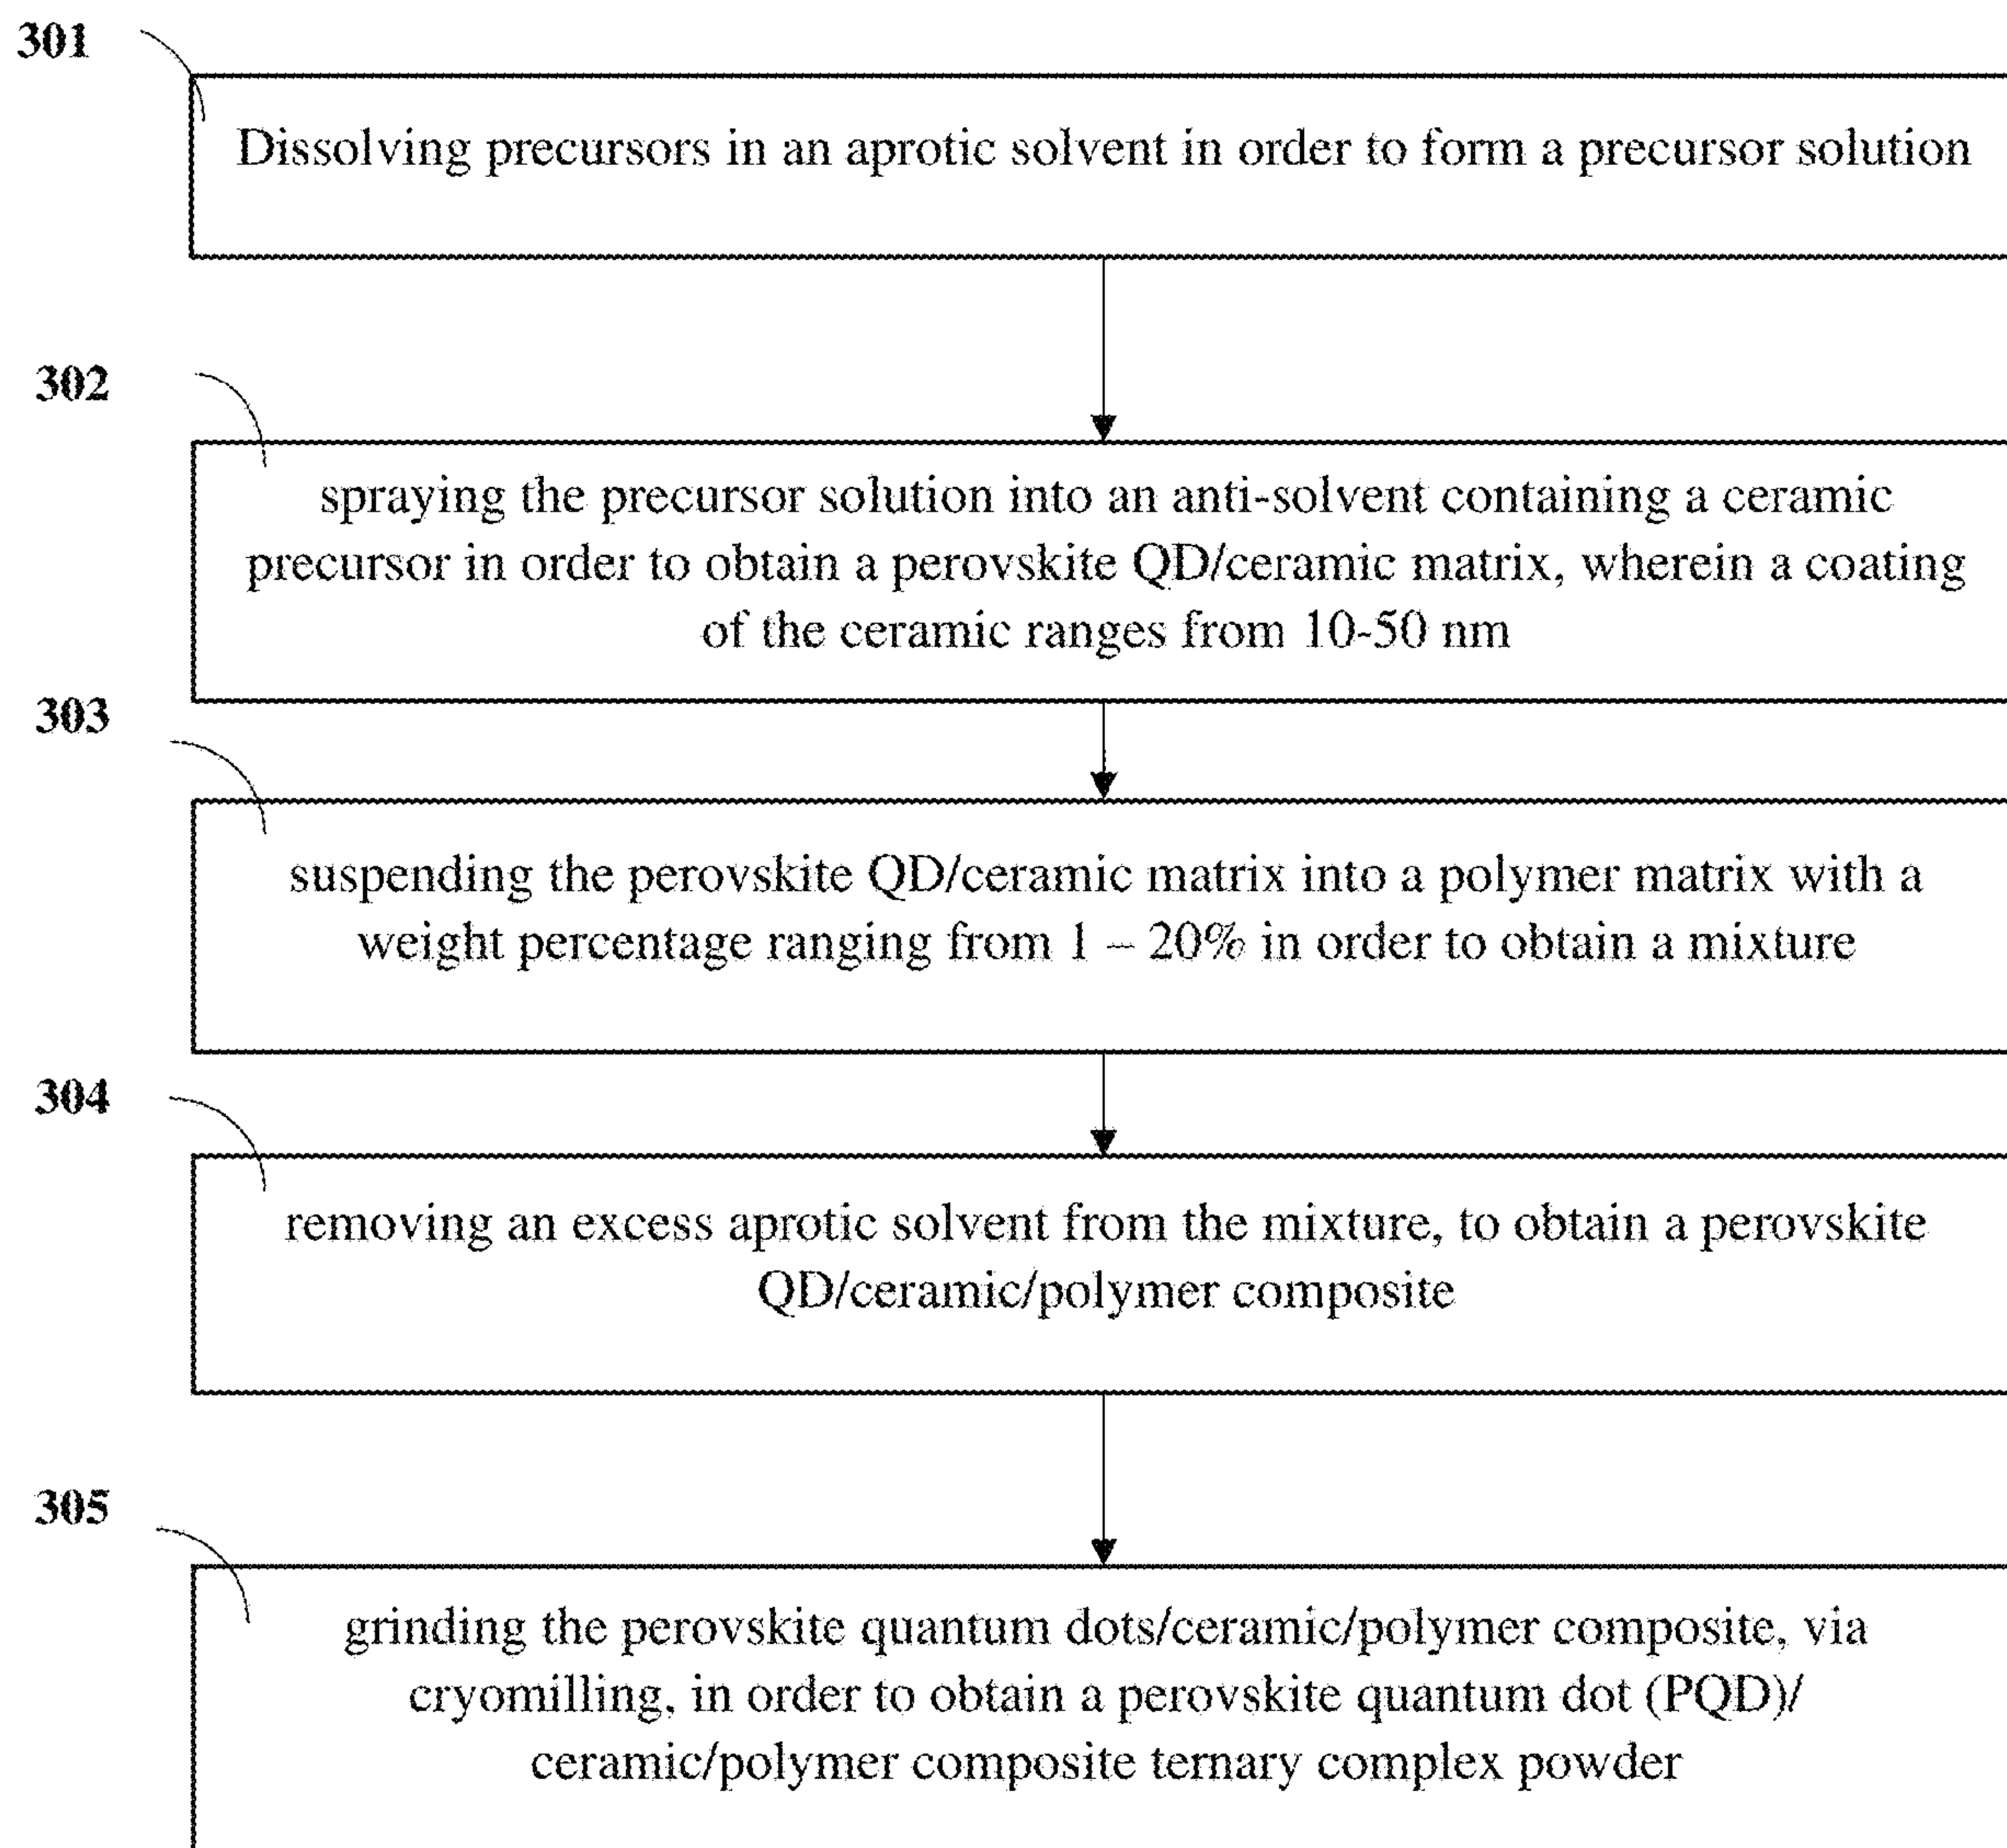 301
Dissolving precursors in an aprotic solvent in order to form a precursor solution
302
spraying the precursor solution into an anti-solvent containing a ceramic
precursor in order to obtain a perovskite QD/ceramic matrix, wherein a coating
of the ceramic ranges from 10-50 nm
303
suspending the perovskite QD/ceramic matrix into a polymer matrix with a
weight percentage ranging from 1 – 20% in order to obtain a mixture
304
removing an excess aprotic solvent from the mixture, to obtain a perovskite
QD/ceramic/polymer composite
305
grinding the perovskite quantum dots/ceramic/polymer composite, via
cryomilling, in order to obtain a perovskite quantum dot (PQD)/
ceramic/polymer composite ternary complex powder